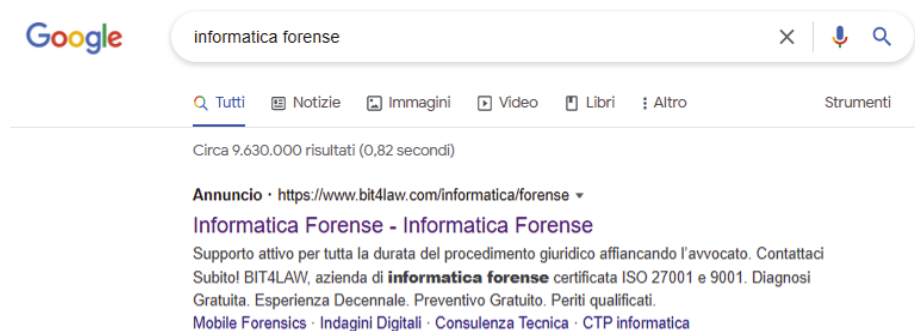 Google
informatica forense
Tutti Notizie Immagini Video Libri Altro Strumenti
Circa 9.630.000 risultati (0,82 secondi)
Annuncio · https://www.bit4law.com/informatica/forense
Informatica Forense - Informatica Forense
Supporto attivo per tutta la durata del procedimento giuridico affiancando l'avvocato. Contattaci
Subito! BIT4LAW, azienda di informatica forense certificata ISO 27001 e 9001. Diagnosi
Gratuita. Esperienza Decennale. Preventivo Gratuito. Periti qualificati.
Mobile Forensics · Indagini Digitali · Consulenza Tecnica · CTP informatica